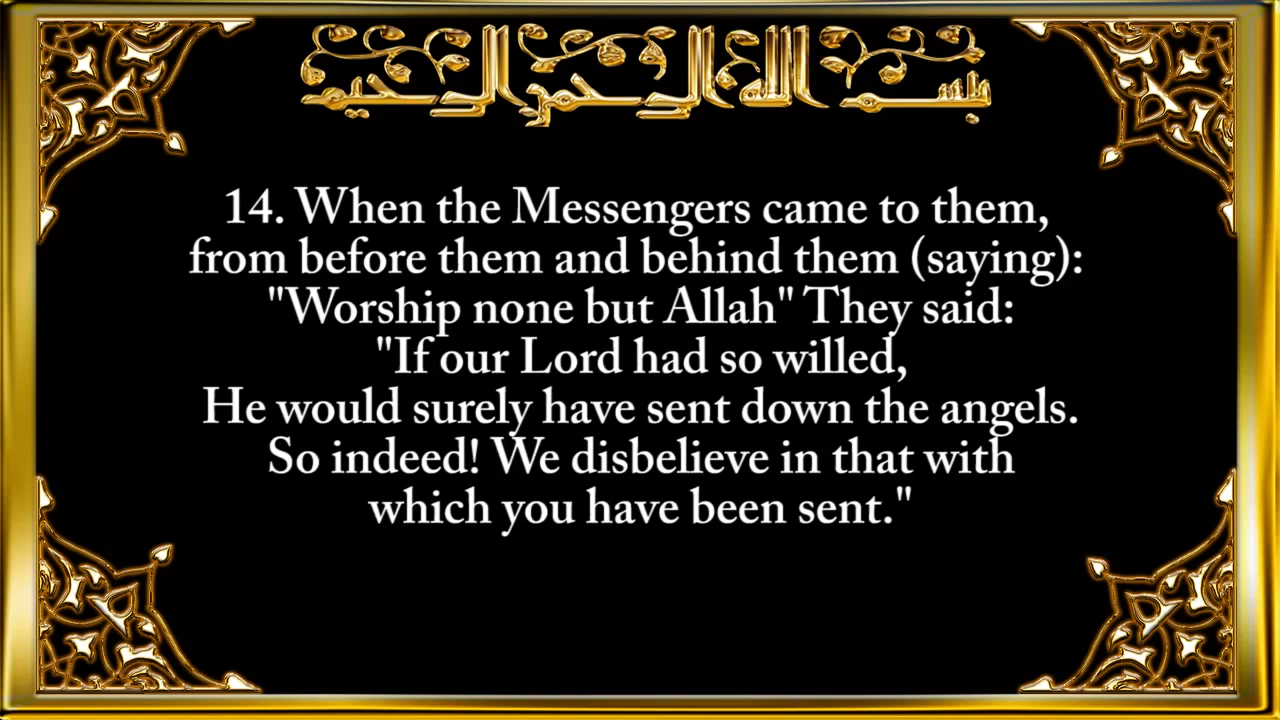 بسم الله الرحمن الرحيم
14. When the Messengers came to them,
from before them and behind them (saying):
"Worship none but Allah" They said:
"If our Lord had so willed,
He would surely have sent down the angels.
So indeed! We disbelieve in that with
which you have been sent."